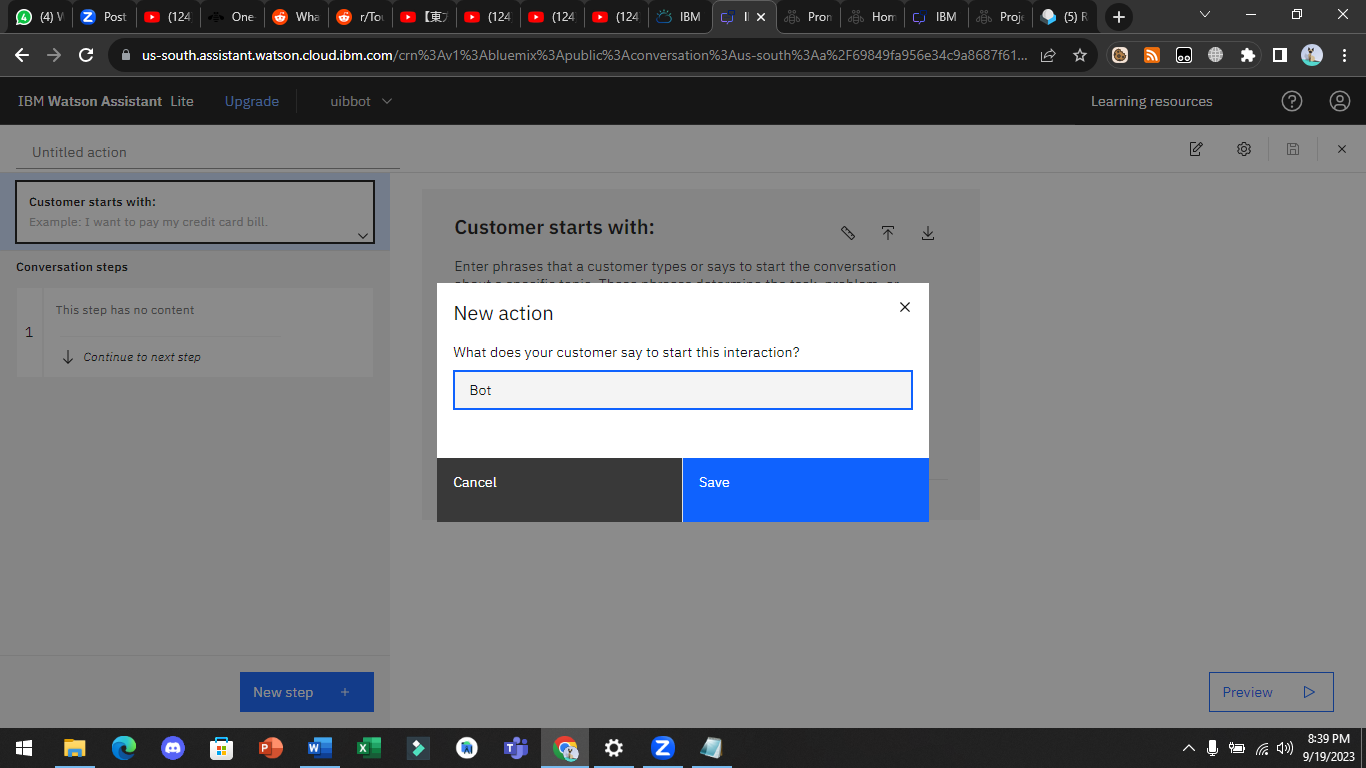 (4) W
Post
(124
One
Wha
r/Tou
(124
(124
(124
IBM
Pron
Hom
IBM
Proje
(5) R
us-south.assistant.watson.cloud.ibm.com/crn%3Av1%3Abluemix%3Apublic%3Aconversation%3Aus-south%3Aa%2F69849fa956e34c9a8687f61...
IBM Watson Assistant Lite
Upgrade
uibbot
Learning resources
Untitled action
Customer starts with:
Example: I want to pay my credit card bill.
Conversation steps
1
This step has no content
Continue to next step
New step +
Customer starts with:
Enter phrases that a customer types or says to start the conversation
about a specific topic. These phrases determine the task, problem, or
New action
What does your customer say to start this interaction?
Bot
Cancel
Save
Preview
8:39 PM
9/19/2023